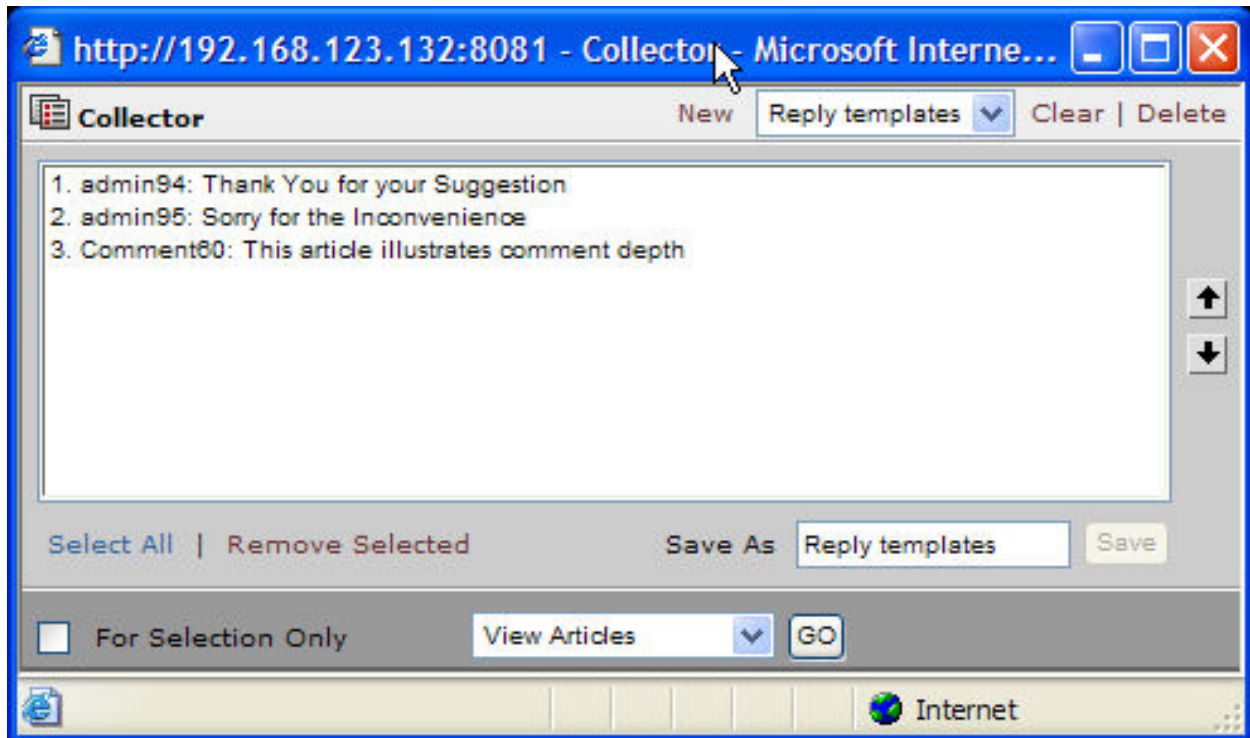 http://192.168.123.132:8081 - Collector - Microsoft Interne...
Collector New Reply templates Clear | Delete
1. admin94: Thank You for your Suggestion
2. admin95: Sorry for the Inconvenience
3. Comment60: This article illustrates comment depth
Select All | Remove Selected Save As Reply templates Save
For Selection Only View Articles GO
Internet